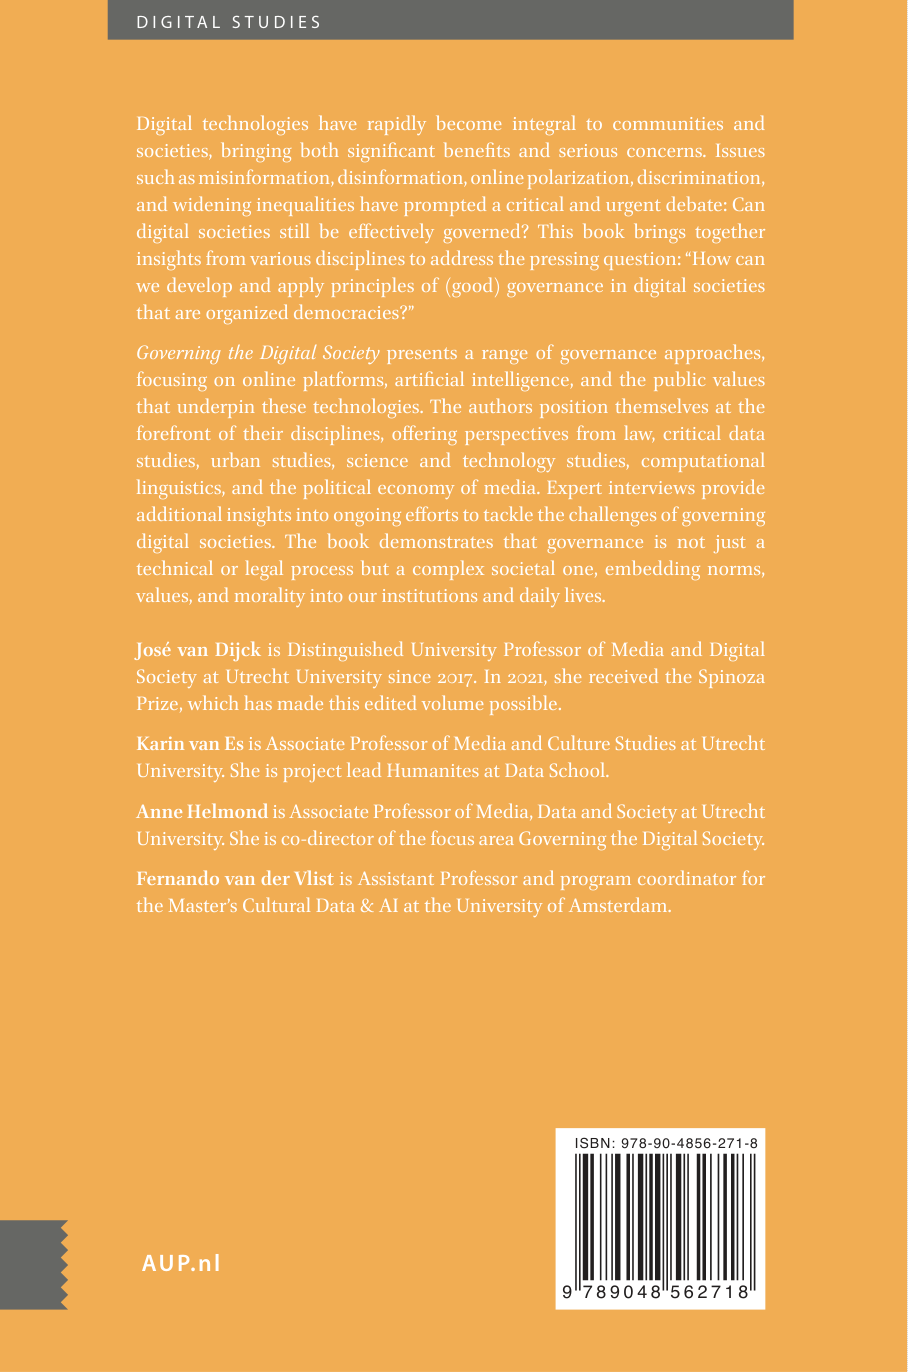 DIGITAL STUDIES
Digital technologies have rapidly become integral to communities and
societies, bringing both significant benefits and serious concerns. Issues
such as misinformation, disinformation, online polarization, discrimination,
and widening inequalities have prompted a critical and urgent debate: Can
digital societies still be effectively governed? This book brings together
insights from various disciplines to address the pressing question: “How can
we develop and apply principles of (good) governance in digital societies
that are organized democracies?”
Governing the Digital Society presents a range of governance approaches,
focusing on online platforms, artificial intelligence, and the public values
that underpin these technologies. The authors position themselves at the
forefront of their disciplines, offering perspectives from law, critical data
studies, urban studies, science and technology studies, computational
linguistics, and the political economy of media. Expert interviews provide
additional insights into ongoing efforts to tackle the challenges of governing
digital societies. The book demonstrates that governance is not just a
technical or legal process but a complex societal one, embedding norms,
values, and morality into our institutions and daily lives.
José van Dijck is Distinguished University Professor of Media and Digital
Society at Utrecht University since 2017. In 2021, she received the Spinoza
Prize, which has made this edited volume possible.
Karin van Es is Associate Professor of Media and Culture Studies at Utrecht
University. She is project lead Humanites at Data School.
Anne Helmond is Associate Professor of Media, Data and Society at Utrecht
University. She is co-director of the focus area Governing the Digital Society.
Fernando van der Vlist is Assistant Professor and program coordinator for
the Master’s Cultural Data & AI at the University of Amsterdam.
ISBN: 978-90-4856-271-8
9 789048 562718
AUP.nl